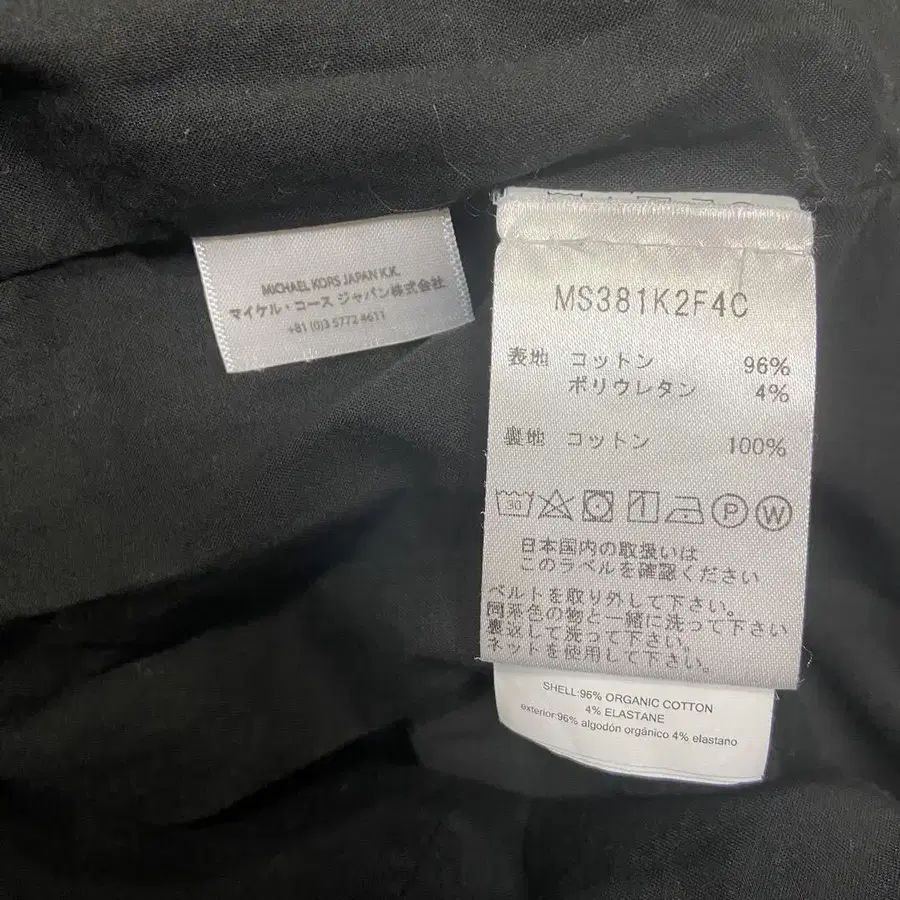 MICHAEL KORS JAPAN K.K.
マイケル・コース ジャパン株式会社
+81 (0)3 5772 4611
MS381K2F4C
表地 コットン 96%
ポリウレタン 4%
裏地 コットン 100%
30
P W
日本国内の取扱いは
このラベルを確認ください
ベルトを取り外して下さい。
同系色の物と一緒に洗って下さい
裏返して洗って下さい。
ネットを使用して下さい。
SHELL:96% ORGANIC COTTON
4% ELASTANE
exterior:96% algodón orgánico 4% elastano